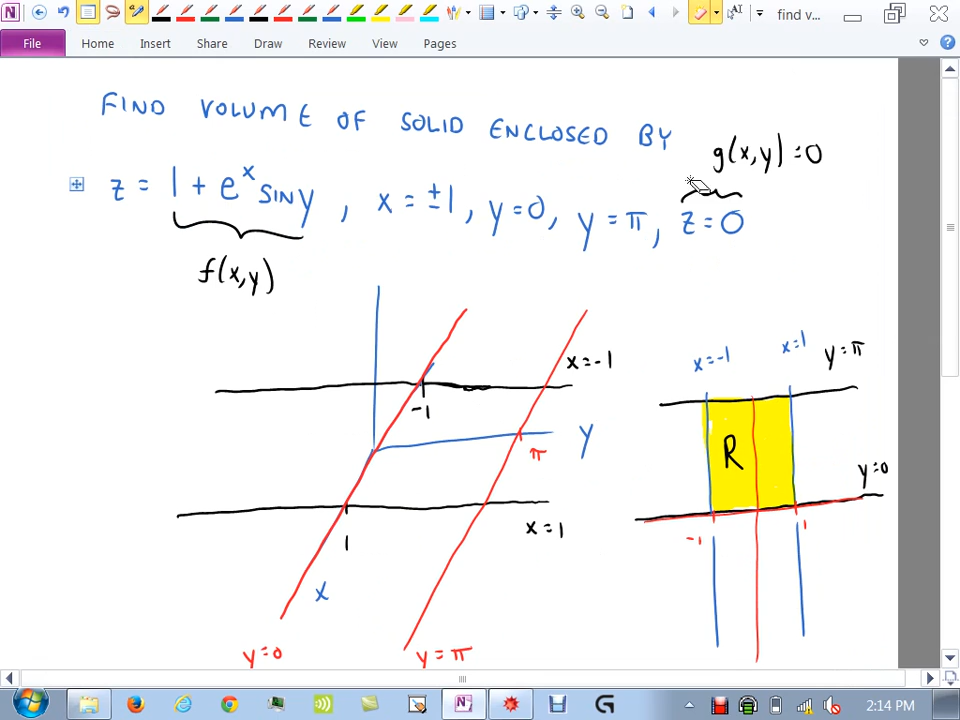 find v...
File Home Insert Share Draw Review View Pages
FIND VOLUME OF SOLID ENCLOSED BY
g(x,y) = 0
z = 1 + e^x SIN y , x = ±1, y=0, y=π, z=0
f(x,y)
x=-1
-1
y
π
x=1
1
x
y=0
y=π
x=-1
x=1
y=π
R
y=0
-1
1
2:14 PM